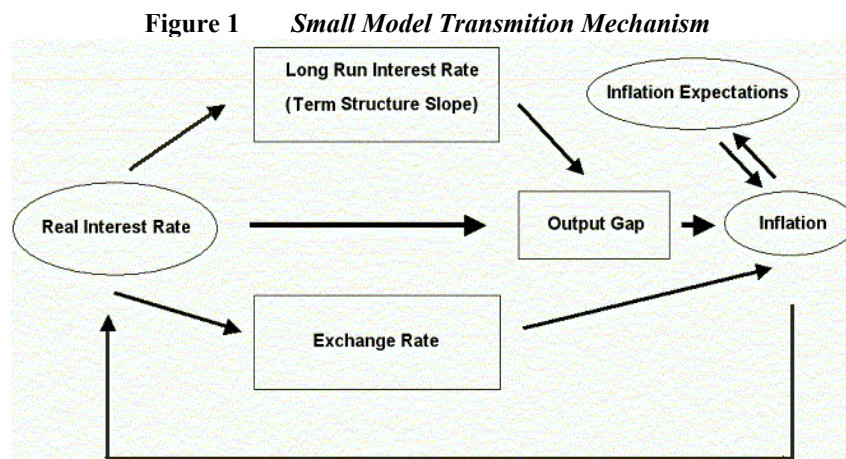 Figure 1 Small Model Transmition Mechanism
Long Run Interest Rate
(Term Structure Slope)
Inflation Expectations
Real Interest Rate
Output Gap
Inflation
Exchange Rate